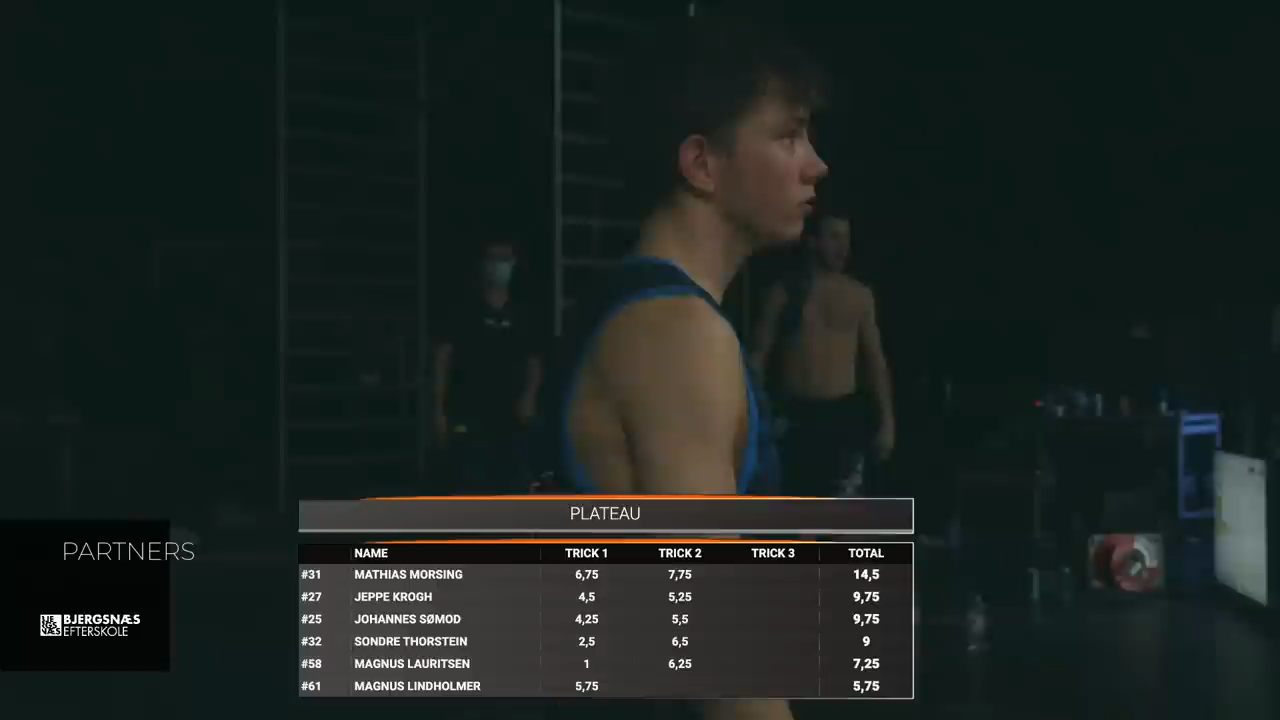 PLATEAU
NAME TRICK 1 TRICK 2 TRICK 3 TOTAL
#31 MATHIAS MORSING 6,75 7,75 14,5
#27 JEPPE KROGH 4,5 5,25 9,75
#25 JOHANNES SØMOD 4,25 5,5 9,75
#32 SONDRE THORSTEIN 2,5 6,5 9
#58 MAGNUS LAURITSEN 1 6,25 7,25
#61 MAGNUS LINDHOLMER 5,75 5,75
PARTNERS
BJERGSNÆS
EFTERSKOLE